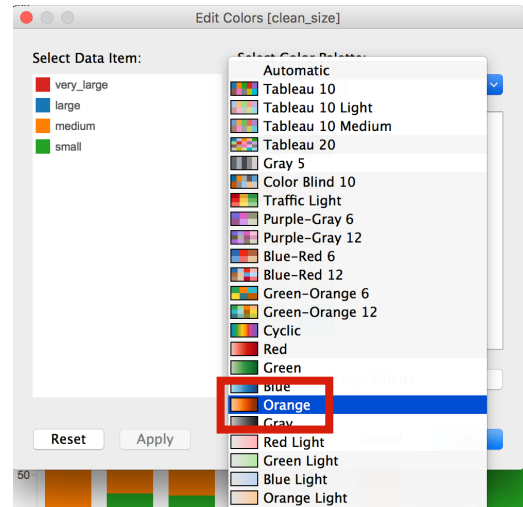 Edit Colors [clean_size]
Select Data Item:
Select Color Palette:
very_large
large
medium
small
Automatic
Tableau 10
Tableau 10 Light
Tableau 10 Medium
Tableau 20
Gray 5
Color Blind 10
Traffic Light
Purple-Gray 6
Purple-Gray 12
Blue-Red 6
Blue-Red 12
Green-Orange 6
Green-Orange 12
Cyclic
Red
Green
Blue
Orange
Gray
Red Light
Green Light
Blue Light
Orange Light
Reset
Apply
50